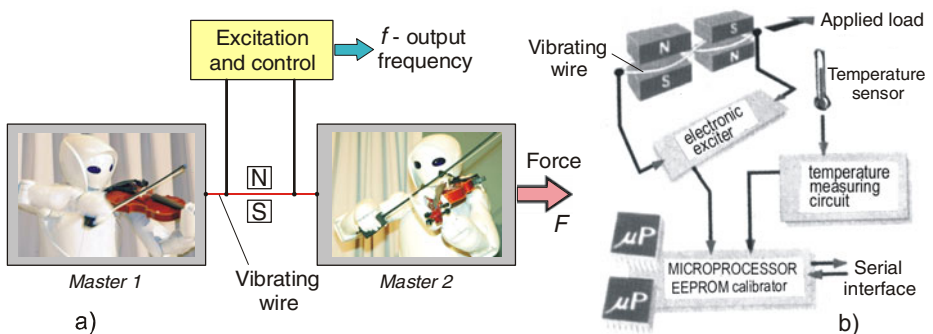 Excitation
and control
f - output
frequency
N
S
Force
F
Master 1
Vibrating
wire
Master 2
a)
Applied load
Vibrating
wire
N
S
S
N
Temperature
sensor
electronic
exciter
temperature
measuring
circuit
µP
µP
MICROPROCESSOR
EEPROM calibrator
Serial
interface
b)